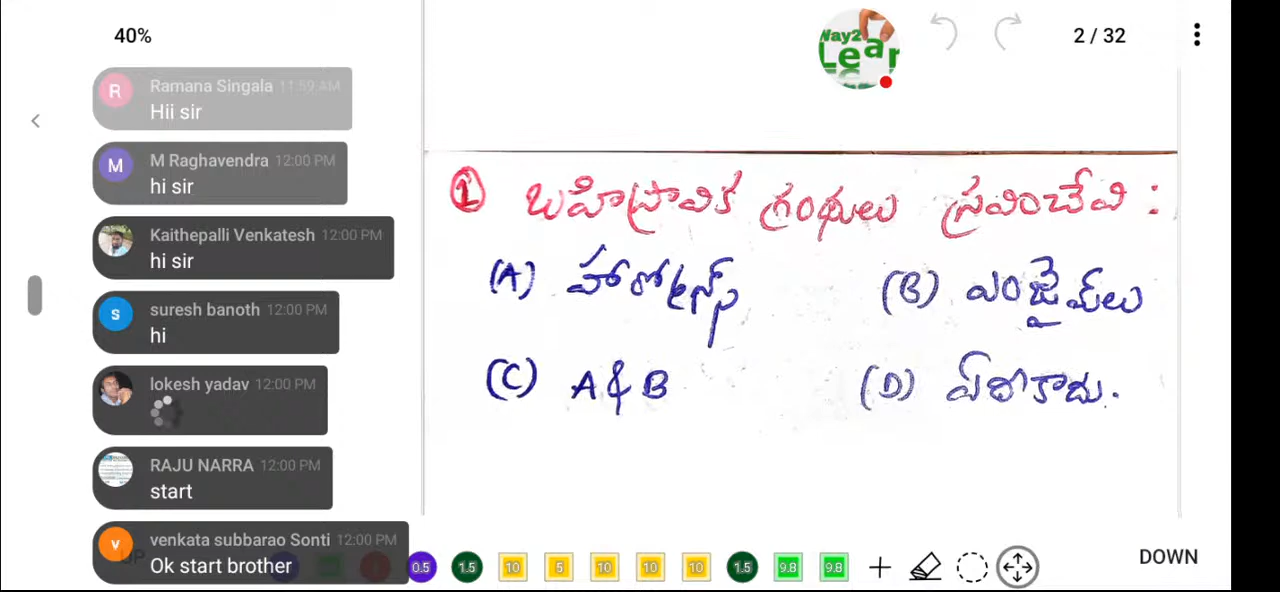 40%
Way2
Lear
2 / 32
Ramana Singala 11:59 AM
Hii sir
M Raghavendra 12:00 PM
hi sir
Kaithepalli Venkatesh 12:00 PM
hi sir
suresh banoth 12:00 PM
hi
lokesh yadav 12:00 PM
RAJU NARRA 12:00 PM
start
venkata subbarao Sonti 12:00 PM
Ok start brother
① బహిస్రావిక గ్రంథులు స్రవించేవి :
(A) హార్మోన్స్ (B) ఎంజైమ్‌లు
(C) A & B (D) ఏదీకాదు.
UP
0.5 1.5 10 5 10 10 10 1.5 9.8 9.8
DOWN